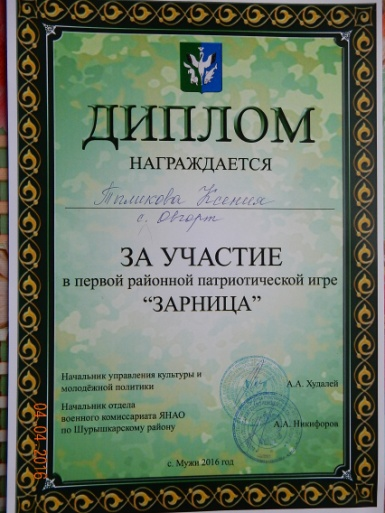 ДИПЛОМ
НАГРАЖДАЕТСЯ
Ксения
с. Овгорт
ЗА УЧАСТИЕ
в первой районной патриотической игре
“ЗАРНИЦА”
Начальник управления культуры и
молодёжной политики
А.А. Худалей
Начальник отдела
военного комиссариата ЯНАО
по Шурышкарскому району
А.А. Никифоров
с. Мужи 2016 год
04.04.2016